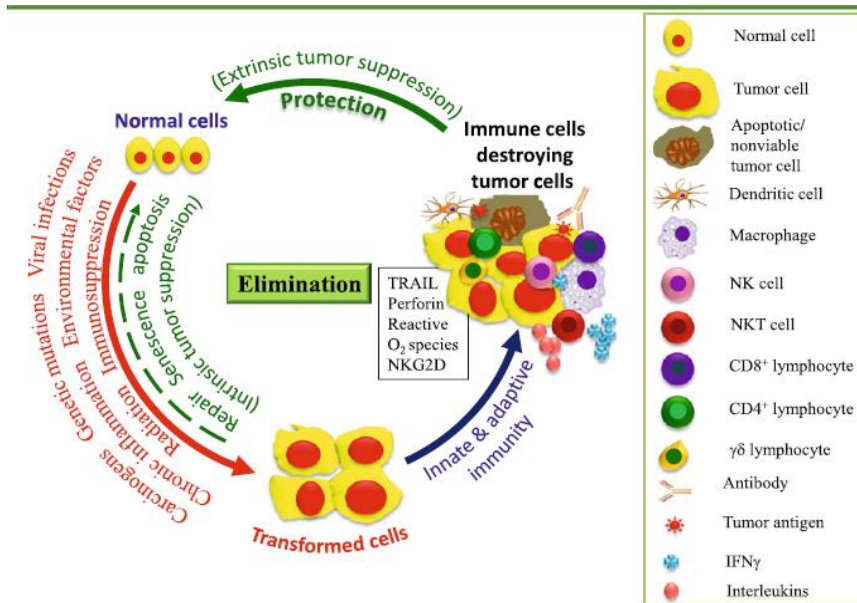 (Extrinsic tumor suppression)
Protection
Normal cells
Immune cells
destroying
tumor cells
Carcinogens Genetic mutations Viral infections
Chronic inflammation Environmental factors
Radiation Immunosuppression
Repair Senescence apoptosis
(Intrinsic tumor suppression)
Elimination
TRAIL
Perforin
Reactive
O₂ species
NKG2D
Innate & adaptive
immunity
Transformed cells
Normal cell
Tumor cell
Apoptotic/
nonviable
tumor cell
Dendritic cell
Macrophage
NK cell
NKT cell
CD8⁺ lymphocyte
CD4⁺ lymphocyte
γδ lymphocyte
Antibody
Tumor antigen
IFNγ
Interleukins